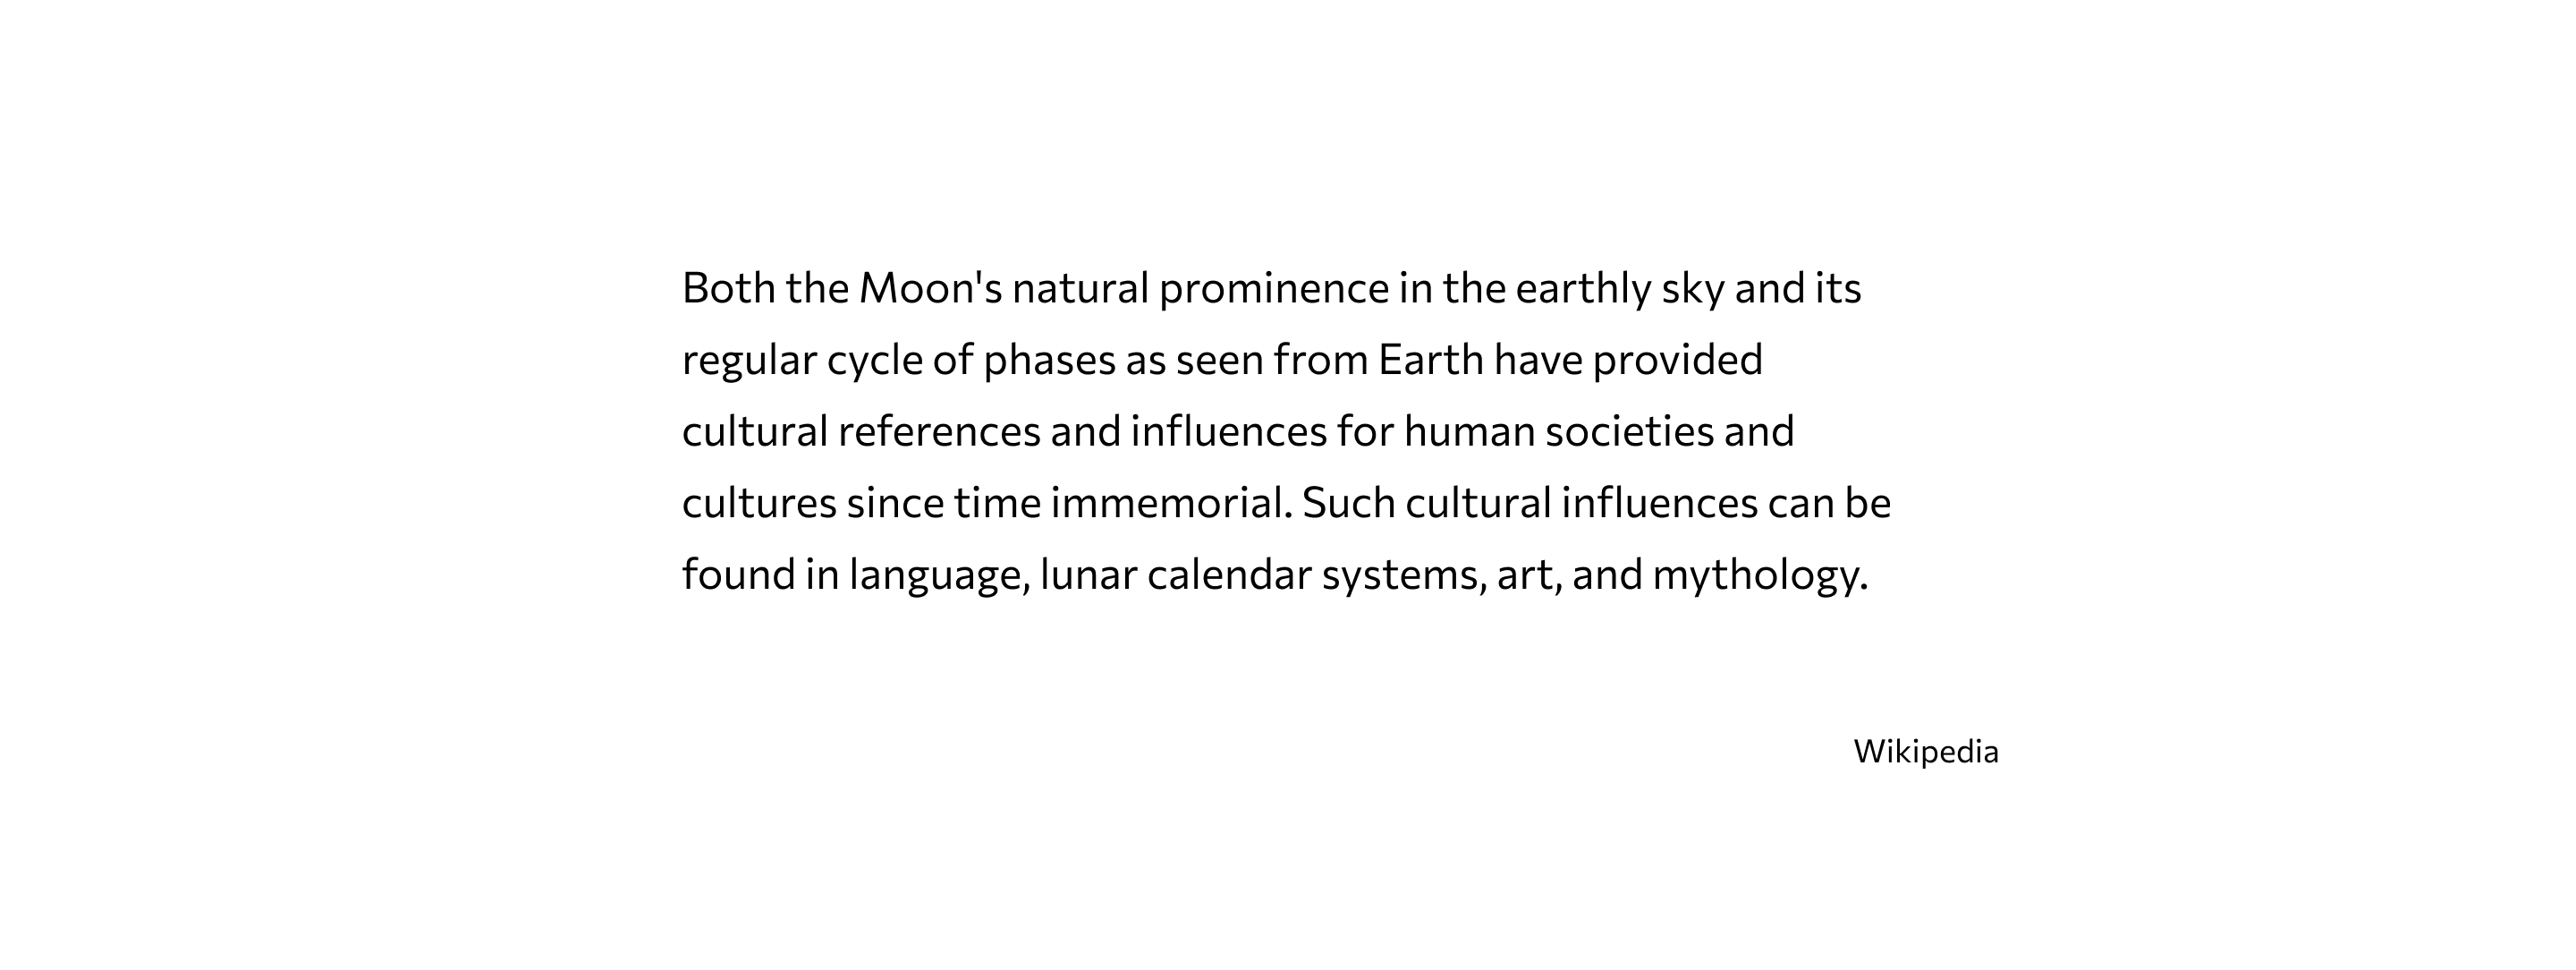 Both the Moon's natural prominence in the earthly sky and its
regular cycle of phases as seen from Earth have provided
cultural references and influences for human societies and
cultures since time immemorial. Such cultural influences can be
found in language, lunar calendar systems, art, and mythology.
Wikipedia